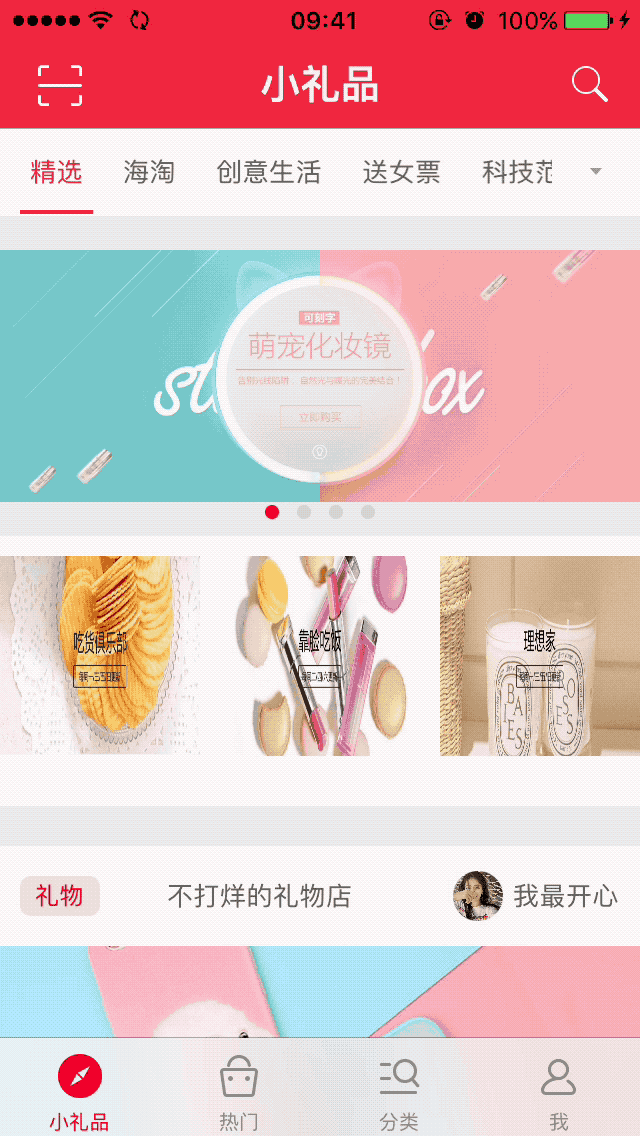 09:41
100%
小礼品
精选
海淘
创意生活
送女票
科技范
可刻字
萌宠化妆镜
立即购买
吃货俱乐部
靠脸吃饭
理想家
礼物
不打烊的礼物店
我最开心
小礼品
热门
分类
我